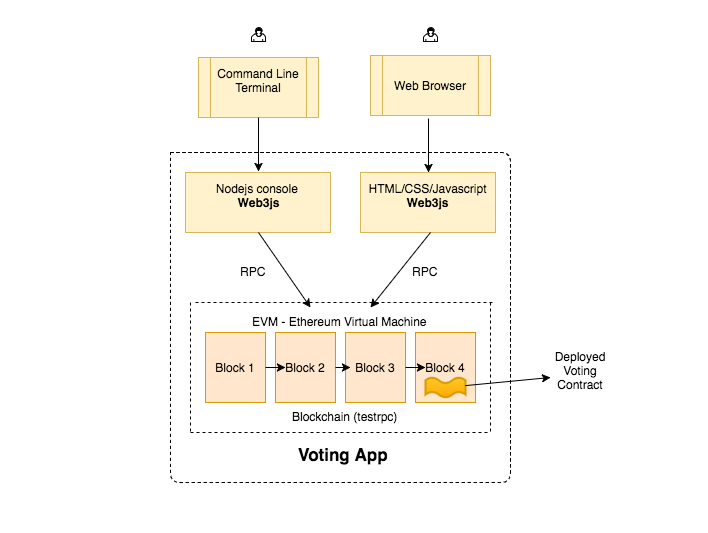 Command Line
Terminal
Web Browser
Nodejs console
Web3js
HTML/CSS/Javascript
Web3js
RPC
RPC
EVM - Ethereum Virtual Machine
Block 1
Block 2
Block 3
Block 4
Deployed
Voting
Contract
Blockchain (testrpc)
Voting App